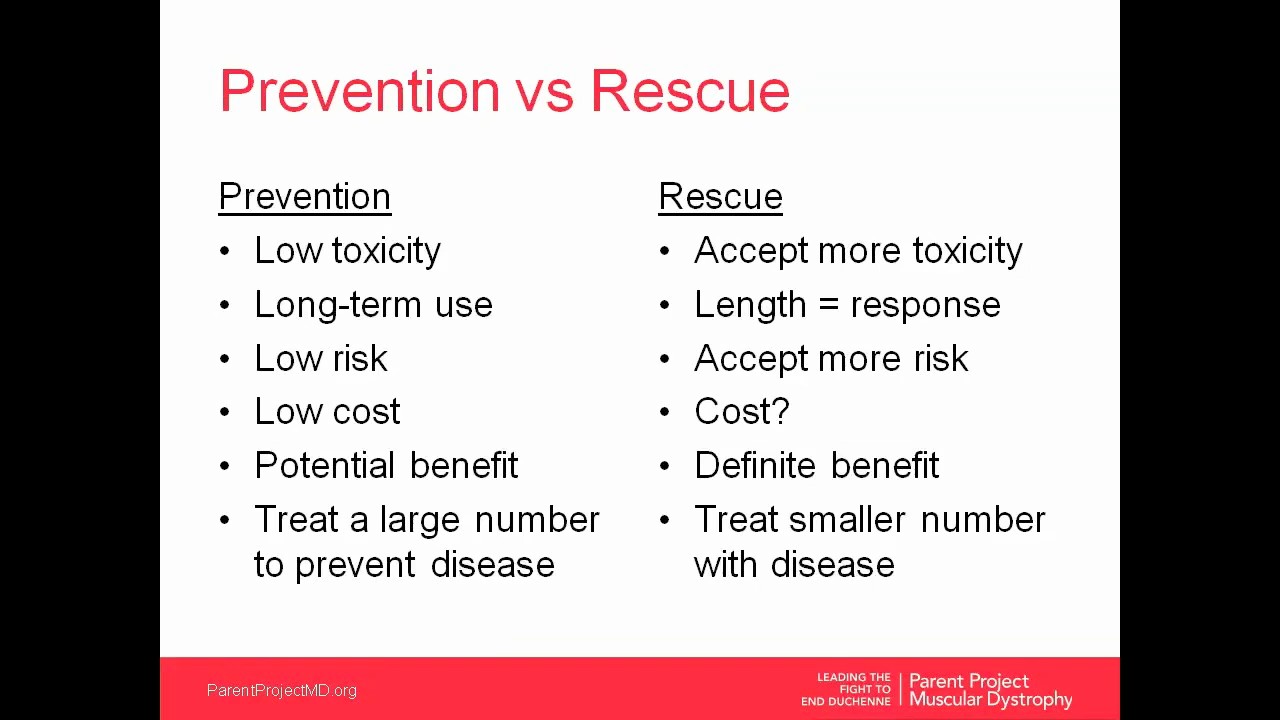 Prevention vs Rescue
Prevention
• Low toxicity
• Long-term use
• Low risk
• Low cost
• Potential benefit
• Treat a large number
to prevent disease
Rescue
• Accept more toxicity
• Length = response
• Accept more risk
• Cost?
• Definite benefit
• Treat smaller number
with disease
ParentProjectMD.org
LEADING THE
FIGHT TO
END DUCHENNE
Parent Project
Muscular Dystrophy